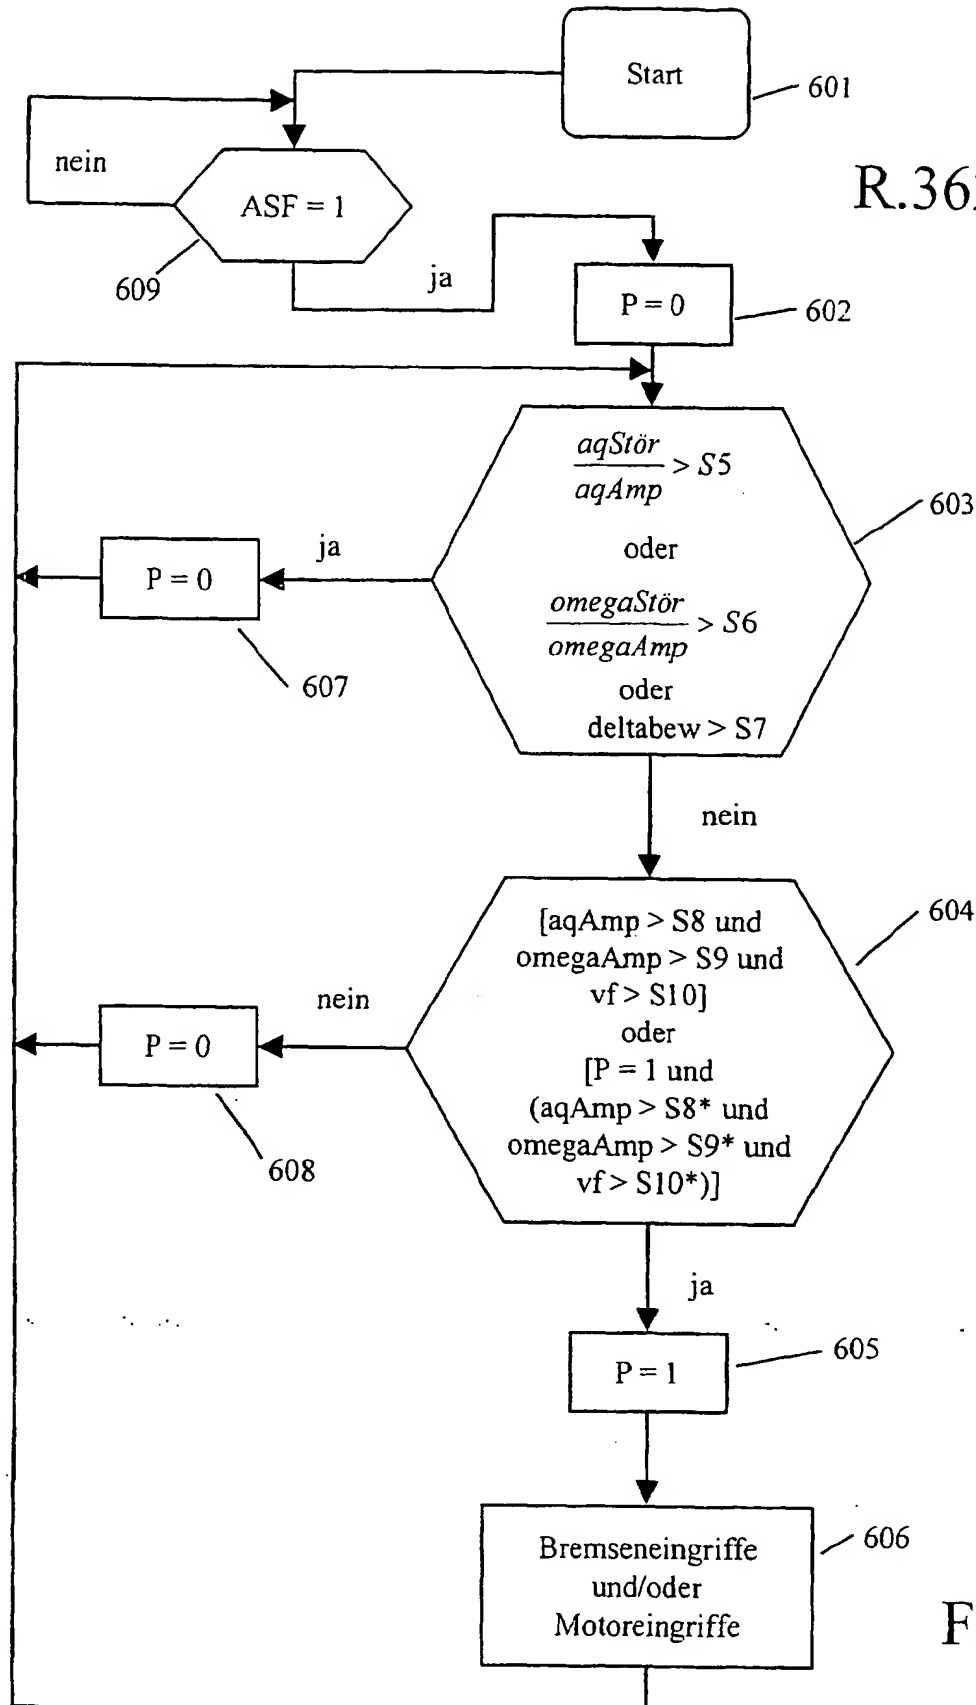 Start
601
nein
R.36
ASF = 1
609
ja
P = 0
602
aqStör
aqAmp
> S5
603
oder
ja
P = 0
607
omegaStör
omegaAmp
> S6
oder
deltabew > S7
nein
[aqAmp > S8 und
omegaAmp > S9 und
vf > S10]
oder
[P = 1 und
(aqAmp > S8* und
omegaAmp > S9* und
vf > S10*)]
604
nein
P = 0
608
ja
P = 1
605
Bremseneingriffe
und/oder
Motoreingriffe
606
F